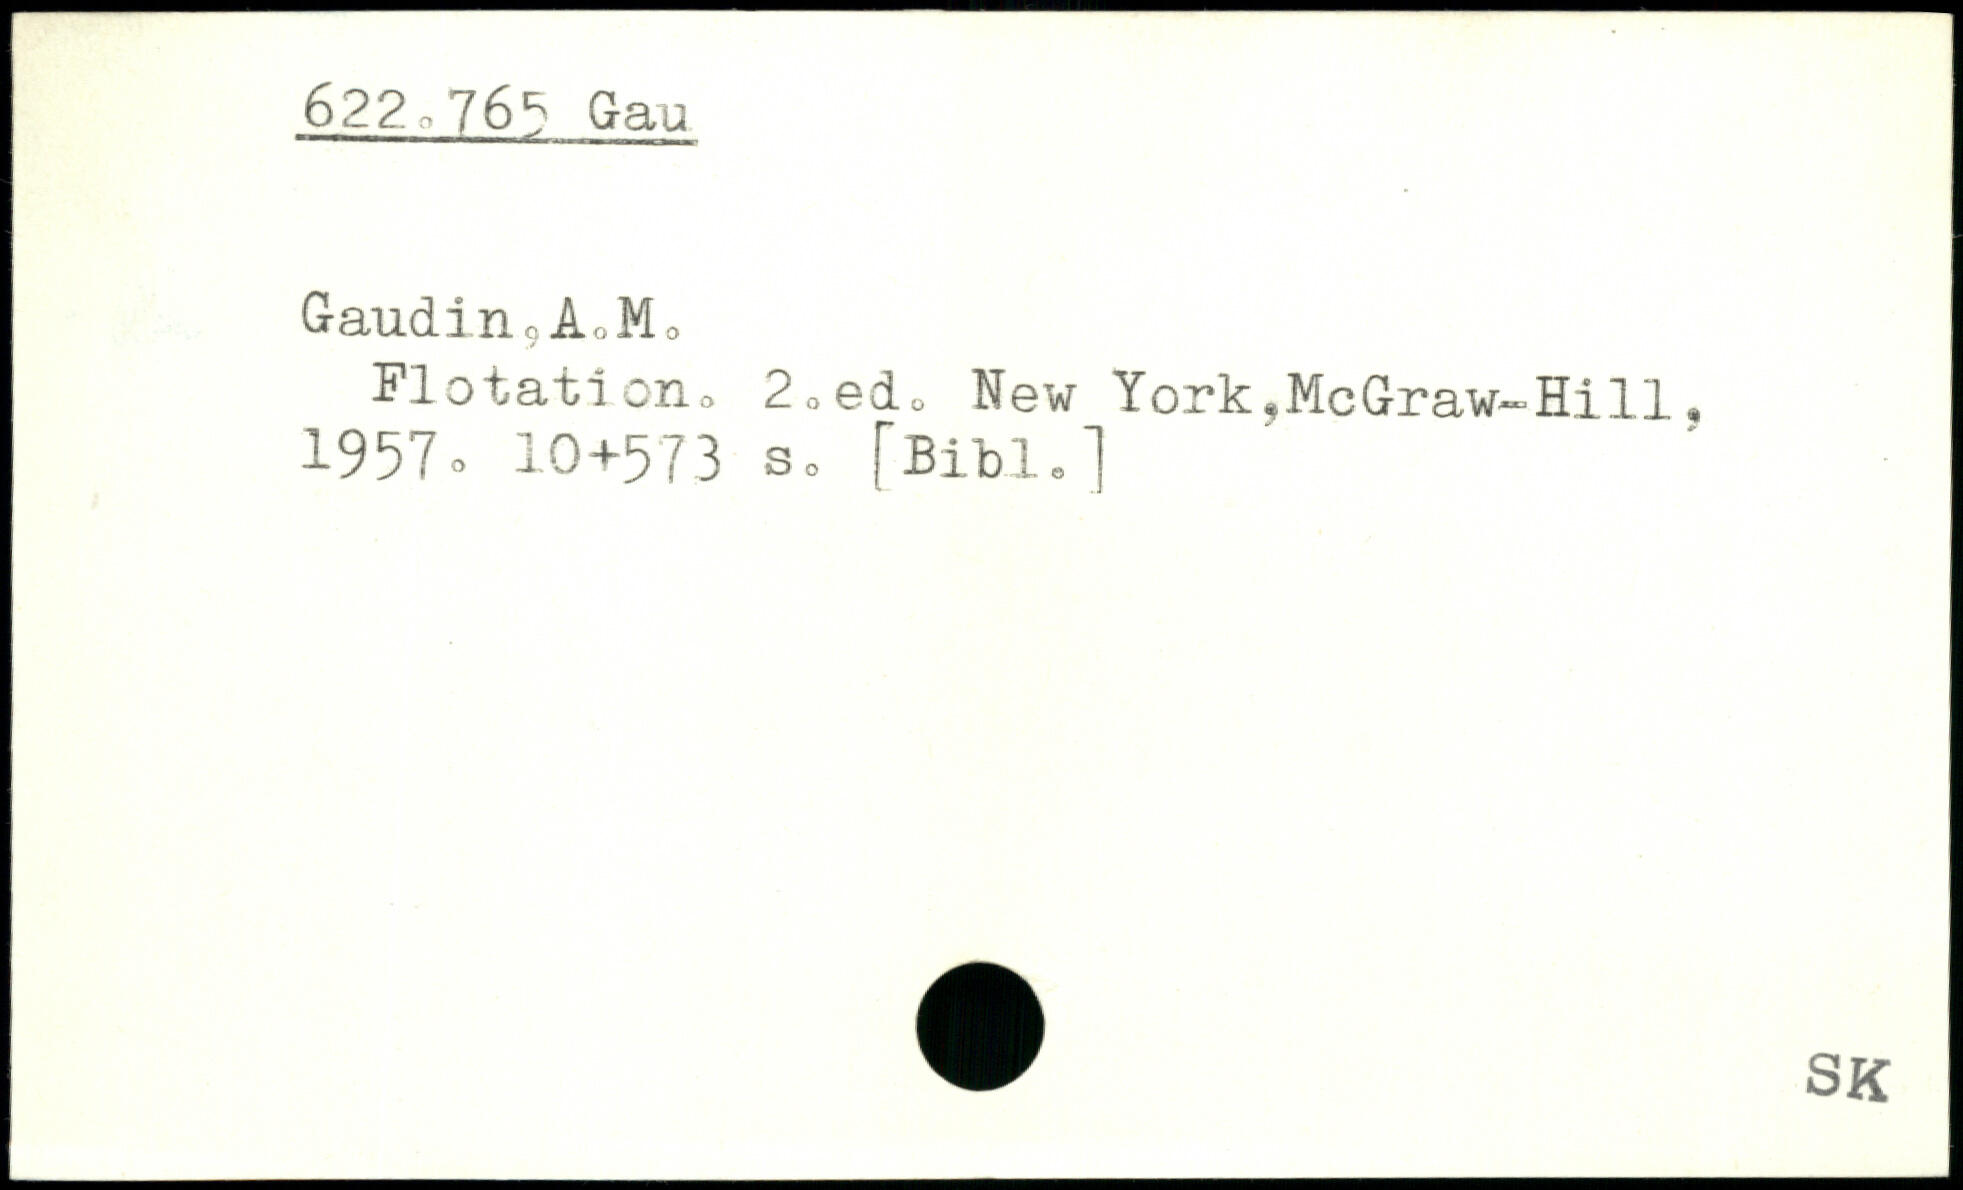 622.765 Gau
Gaudin,A.M.
Flotation. 2.ed. New York,McGraw-Hill,
1957. 10+573 s. [Bibl.]
SK